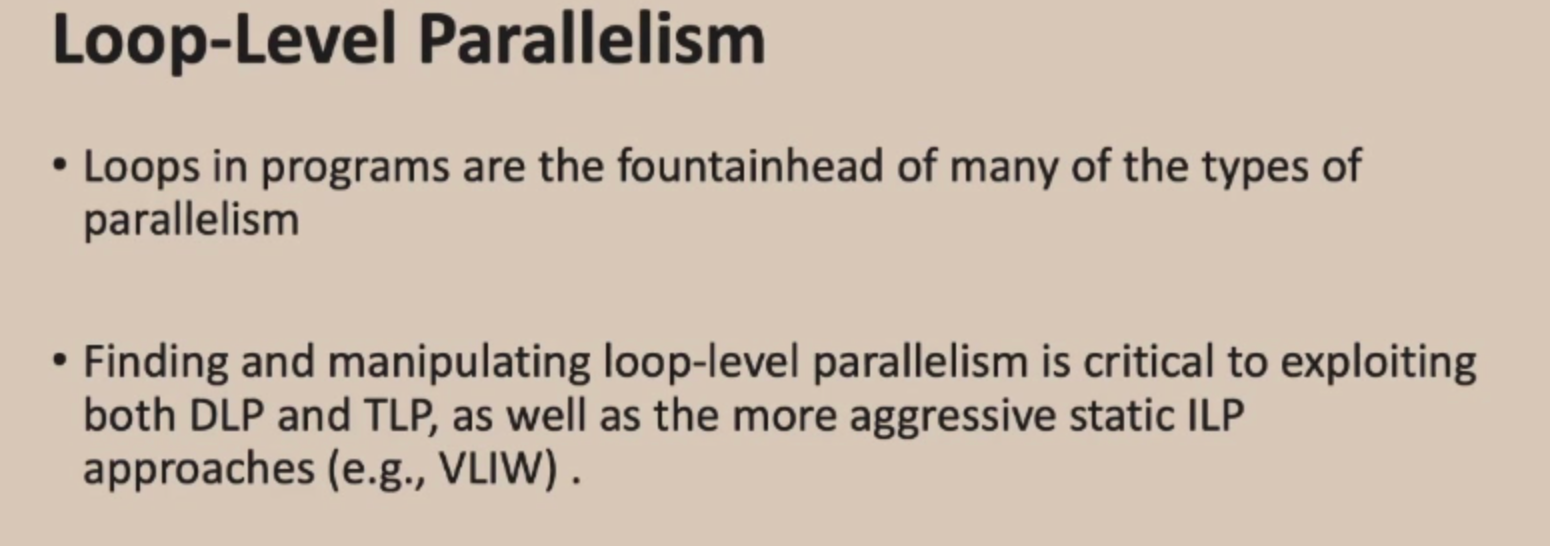 Loop-Level Parallelism
• Loops in programs are the fountainhead of many of the types of
parallelism
• Finding and manipulating loop-level parallelism is critical to exploiting
both DLP and TLP, as well as the more aggressive static ILP
approaches (e.g., VLIW) .